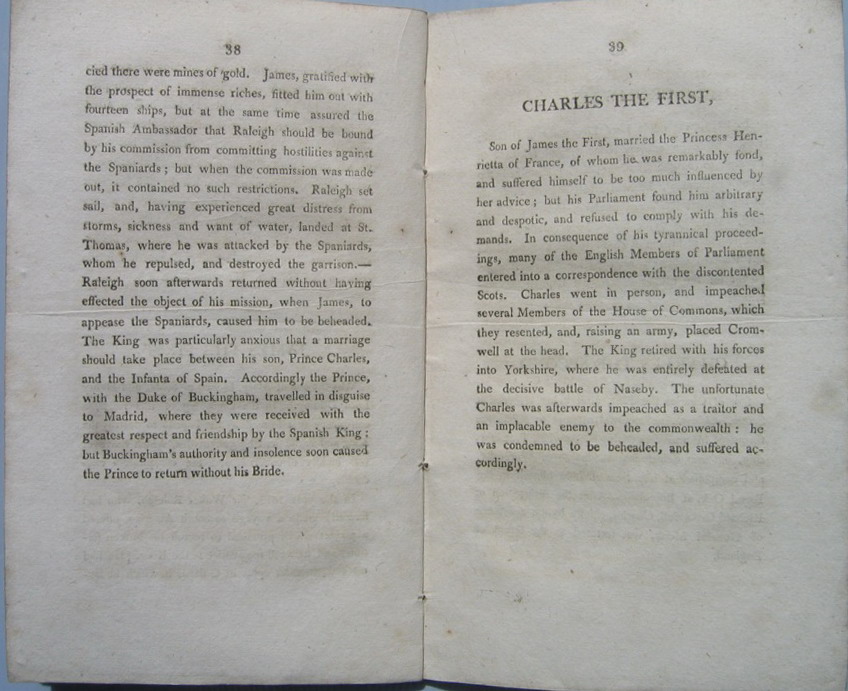 38
cied there were mines of gold. James, gratified with
the prospect of immense riches, fitted him out with
fourteen ships, but at the same time assured the
Spanish Ambassador that Raleigh should be bound
by his commission from committing hostilities against
the Spaniards ; but when the commission was made
out, it contained no such restrictions. Raleigh set
sail, and, having experienced great distress from
storms, sickness and want of water, landed at St.
Thomas, where he was attacked by the Spaniards,
whom he repulsed, and destroyed the garrison.—
Raleigh soon afterwards returned without having
effected the object of his mission, when James, to
appease the Spaniards, caused him to be beheaded.
The King was particularly anxious that a marriage
should take place between his son, Prince Charles,
and the Infanta of Spain. Accordingly the Prince,
with the Duke of Buckingham, travelled in disguise
to Madrid, where they were received with the
greatest respect and friendship by the Spanish King ;
but Buckingham's authority and insolence soon caused
the Prince to return without his Bride.
39
CHARLES THE FIRST,
Son of James the First, married the Princess Hen-
rietta of France, of whom he was remarkably fond,
and suffered himself to be too much influenced by
her advice ; but his Parliament found him arbitrary
and despotic, and refused to comply with his de-
mands. In consequence of his tyrannical proceed-
ings, many of the English Members of Parliament
entered into a correspondence with the discontented
Scots. Charles went in person, and impeached
several Members of the House of Commons, which
they resented, and, raising an army, placed Crom-
well at the head. The King retired with his forces
into Yorkshire, where he was entirely defeated at
the decisive battle of Naseby. The unfortunate
Charles was afterwards impeached as a traitor and
an implacable enemy to the commonwealth : he
was condemned to be beheaded, and suffered ac-
cordingly.